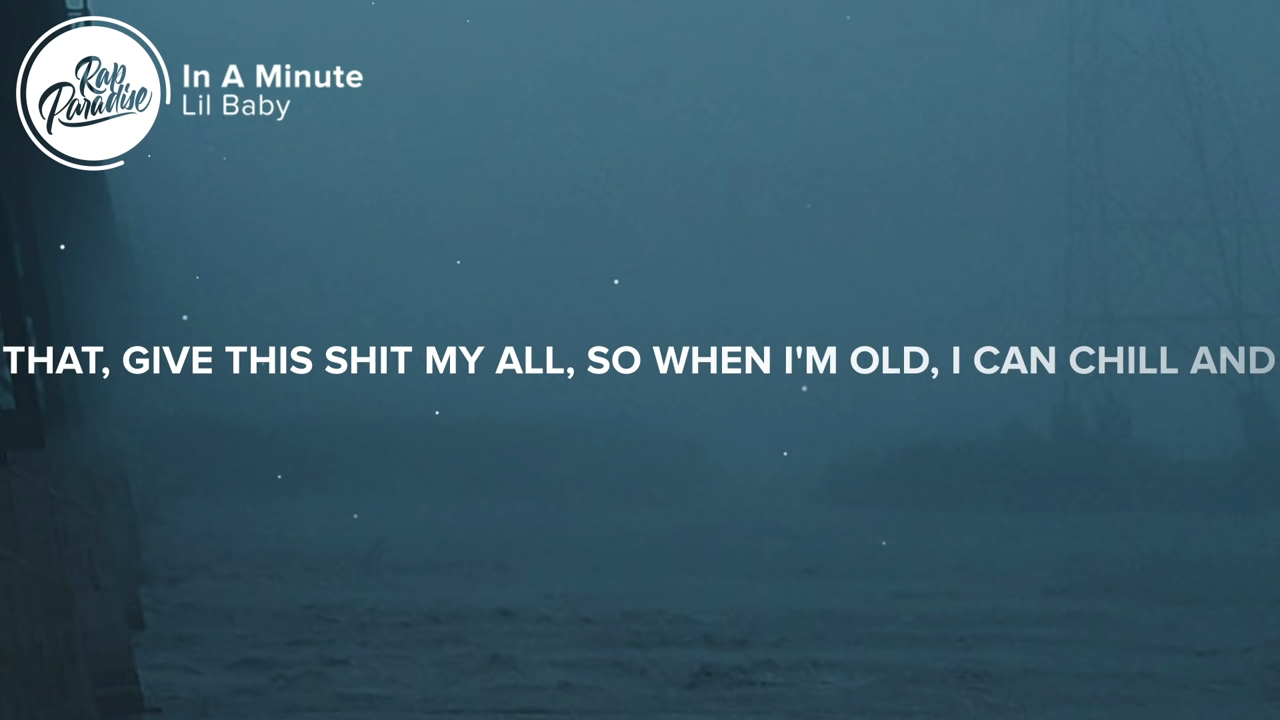 Rap
Paradise
In A Minute
Lil Baby
THAT, GIVE THIS SHIT MY ALL, SO WHEN I'M OLD, I CAN CHILL AND